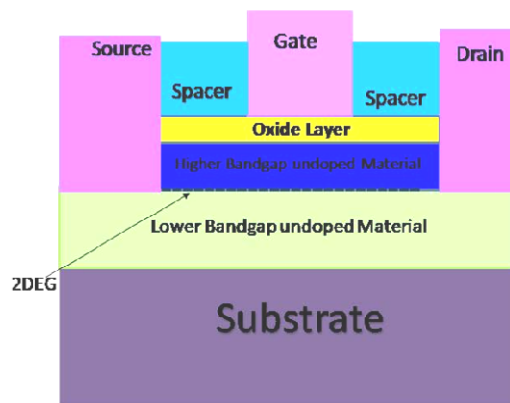 Gate
Source
Drain
Spacer
Spacer
Oxide Layer
Higher Bandgap undoped Material
Lower Bandgap undoped Material
2DEG
Substrate